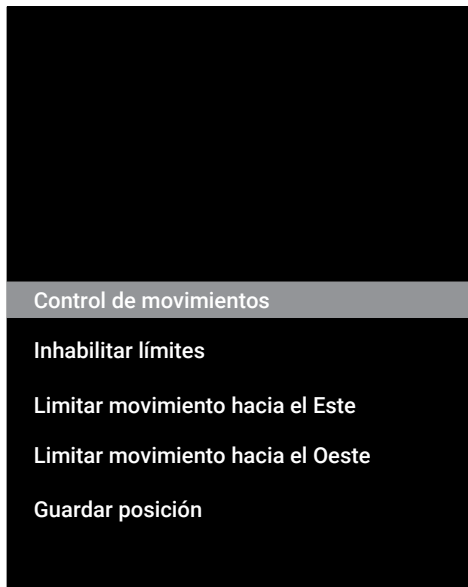 Control de movimientos
Inhabilitar límites
Limitar movimiento hacia el Este
Limitar movimiento hacia el Oeste
Guardar posición